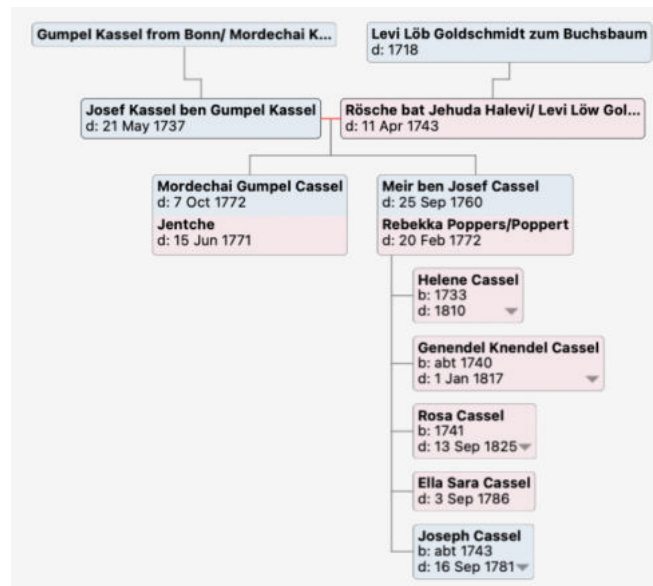 Gumpel Kassel from Bonn/ Mordechai K...
Levi Löb Goldschmidt zum Buchsbaum
d: 1718
Josef Kassel ben Gumpel Kassel
d: 21 May 1737
Rösche bat Jehuda Halevi/ Levi Löw Gol...
d: 11 Apr 1743
Mordechai Gumpel Cassel
d: 7 Oct 1772
Jentche
d: 15 Jun 1771
Meir ben Josef Cassel
d: 25 Sep 1760
Rebekka Poppers/Poppert
d: 20 Feb 1772
Helene Cassel
b: 1733
d: 1810
Genendel Knendel Cassel
b: abt 1740
d: 1 Jan 1817
Rosa Cassel
b: 1741
d: 13 Sep 1825
Ella Sara Cassel
d: 3 Sep 1786
Joseph Cassel
b: abt 1743
d: 16 Sep 1781